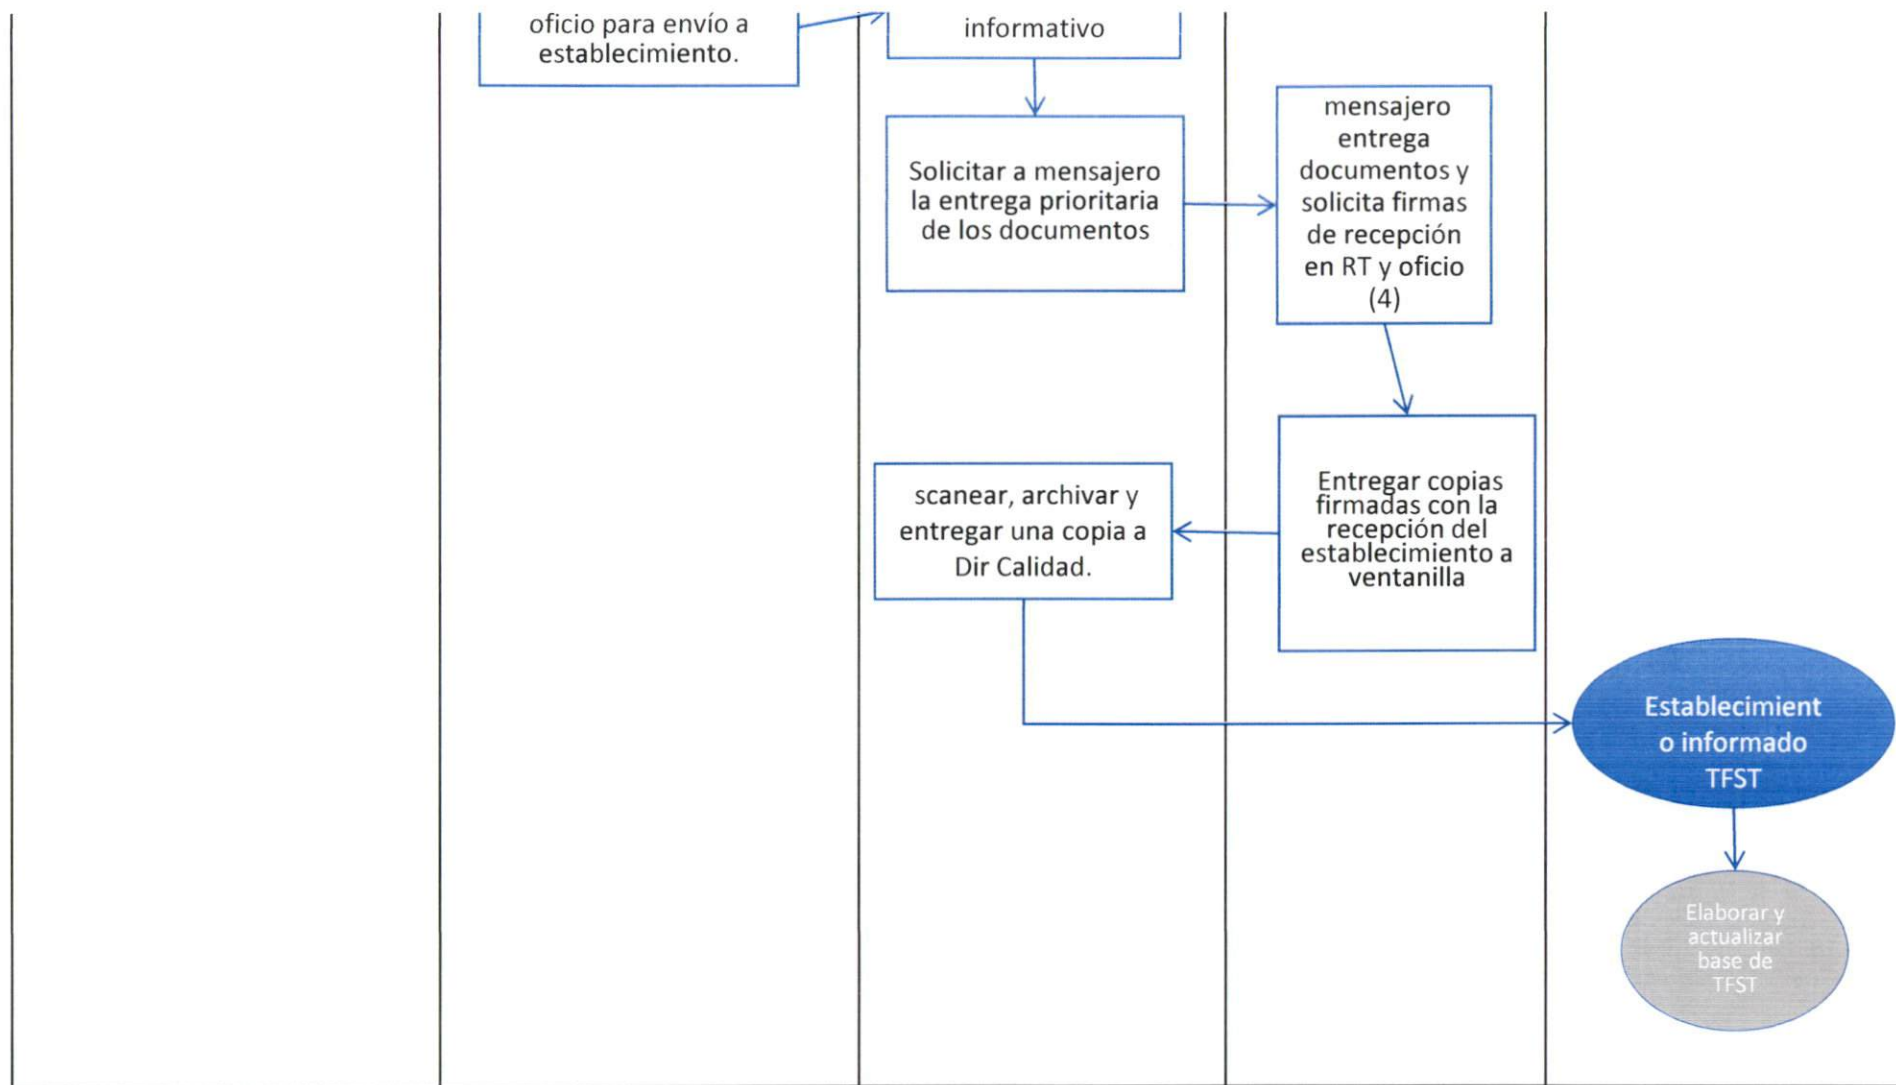 oficio para envío a
establecimiento.
informativo
Solicitar a mensajero
la entrega prioritaria
de los documentos
mensajero
entrega
documentos y
solicita firmas
de recepción
en RT y oficio
(4)
Entregar copias
firmadas con la
recepción del
establecimiento a
ventanilla
scanear, archivar y
entregar una copia a
Dir Calidad.
Establecimient
o informado
TFST
Elaborar y
actualizar
base de
TFST